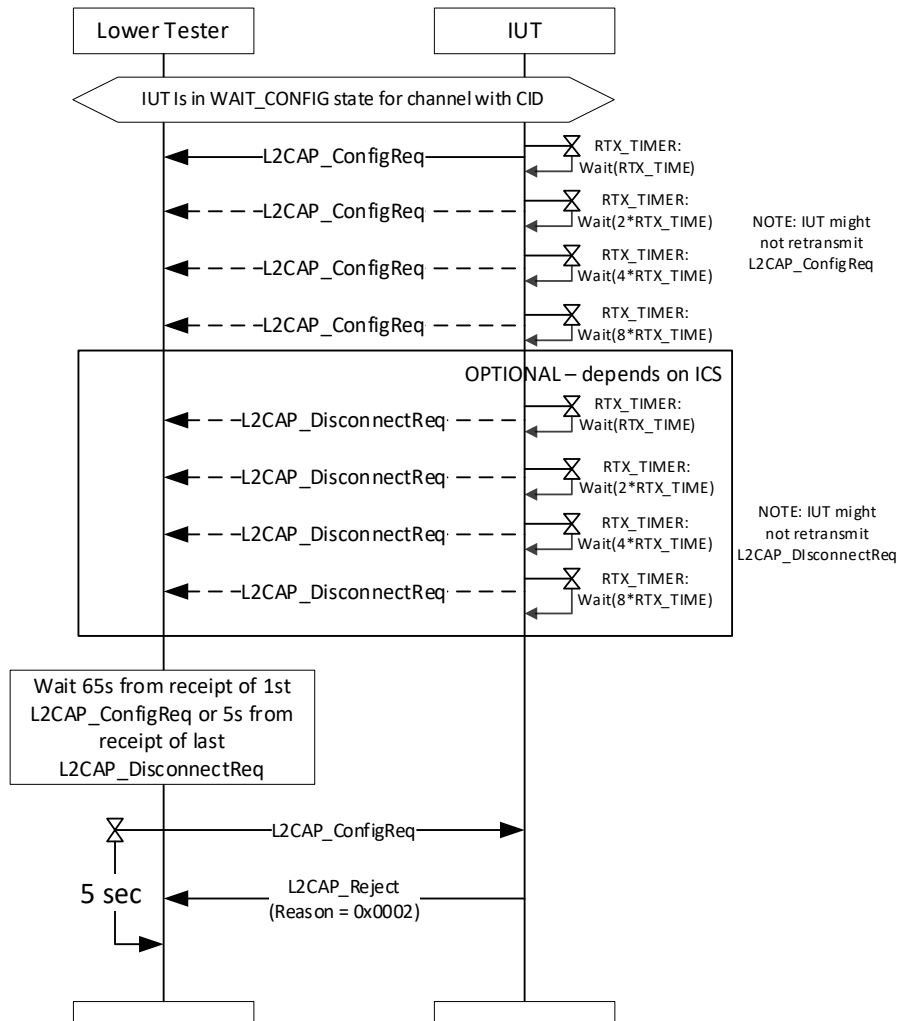 Lower Tester
IUT
IUT Is in WAIT_CONFIG state for channel with CID
L2CAP_ConfigReq
RTX_TIMER:
Wait(RTX_TIME)
L2CAP_ConfigReq
RTX_TIMER:
Wait(2*RTX_TIME)
NOTE: IUT might
not retransmit
L2CAP_ConfigReq
L2CAP_ConfigReq
RTX_TIMER:
Wait(4*RTX_TIME)
L2CAP_ConfigReq
RTX_TIMER:
Wait(8*RTX_TIME)
OPTIONAL – depends on ICS
L2CAP_DisconnectReq
RTX_TIMER:
Wait(RTX_TIME)
L2CAP_DisconnectReq
RTX_TIMER:
Wait(2*RTX_TIME)
NOTE: IUT might
not retransmit
L2CAP_DIsconnectReq
L2CAP_DisconnectReq
RTX_TIMER:
Wait(4*RTX_TIME)
L2CAP_DisconnectReq
RTX_TIMER:
Wait(8*RTX_TIME)
Wait 65s from receipt of 1st
L2CAP_ConfigReq or 5s from
receipt of last
L2CAP_DisconnectReq
L2CAP_ConfigReq
5 sec
L2CAP_Reject
(Reason = 0x0002)